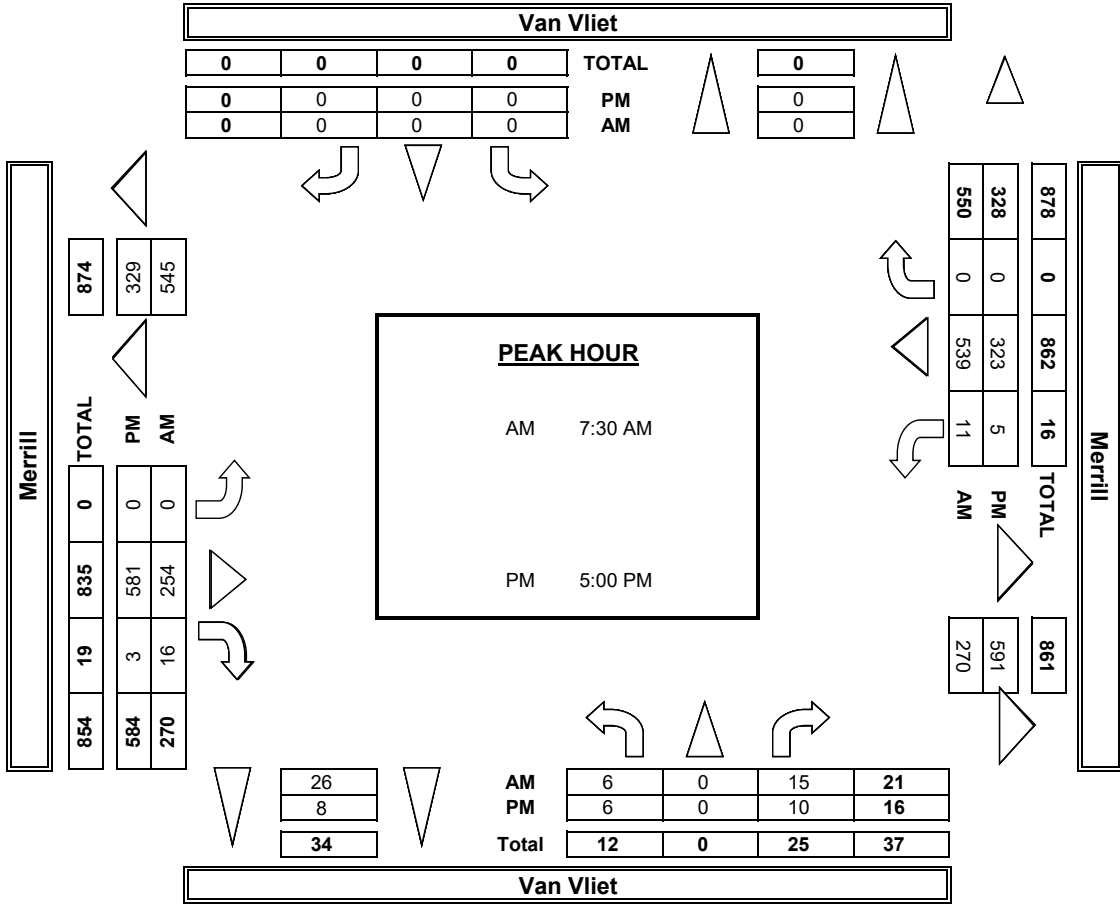 Van Vliet
0 0 0 0 TOTAL 0
0 0 0 0 PM 0
0 0 0 0 AM 0
Merrill
874
329
545
TOTAL
PM
AM
0 835 19 854
0 581 3 584
0 254 16 270
PEAK HOUR
AM 7:30 AM
PM 5:00 PM
878 0 862 16 TOTAL
328 0 323 5 PM
550 0 539 11 AM
861
591
270
Merrill
26 AM 6 0 15 21
8 PM 6 0 10 16
34 Total 12 0 25 37
Van Vliet